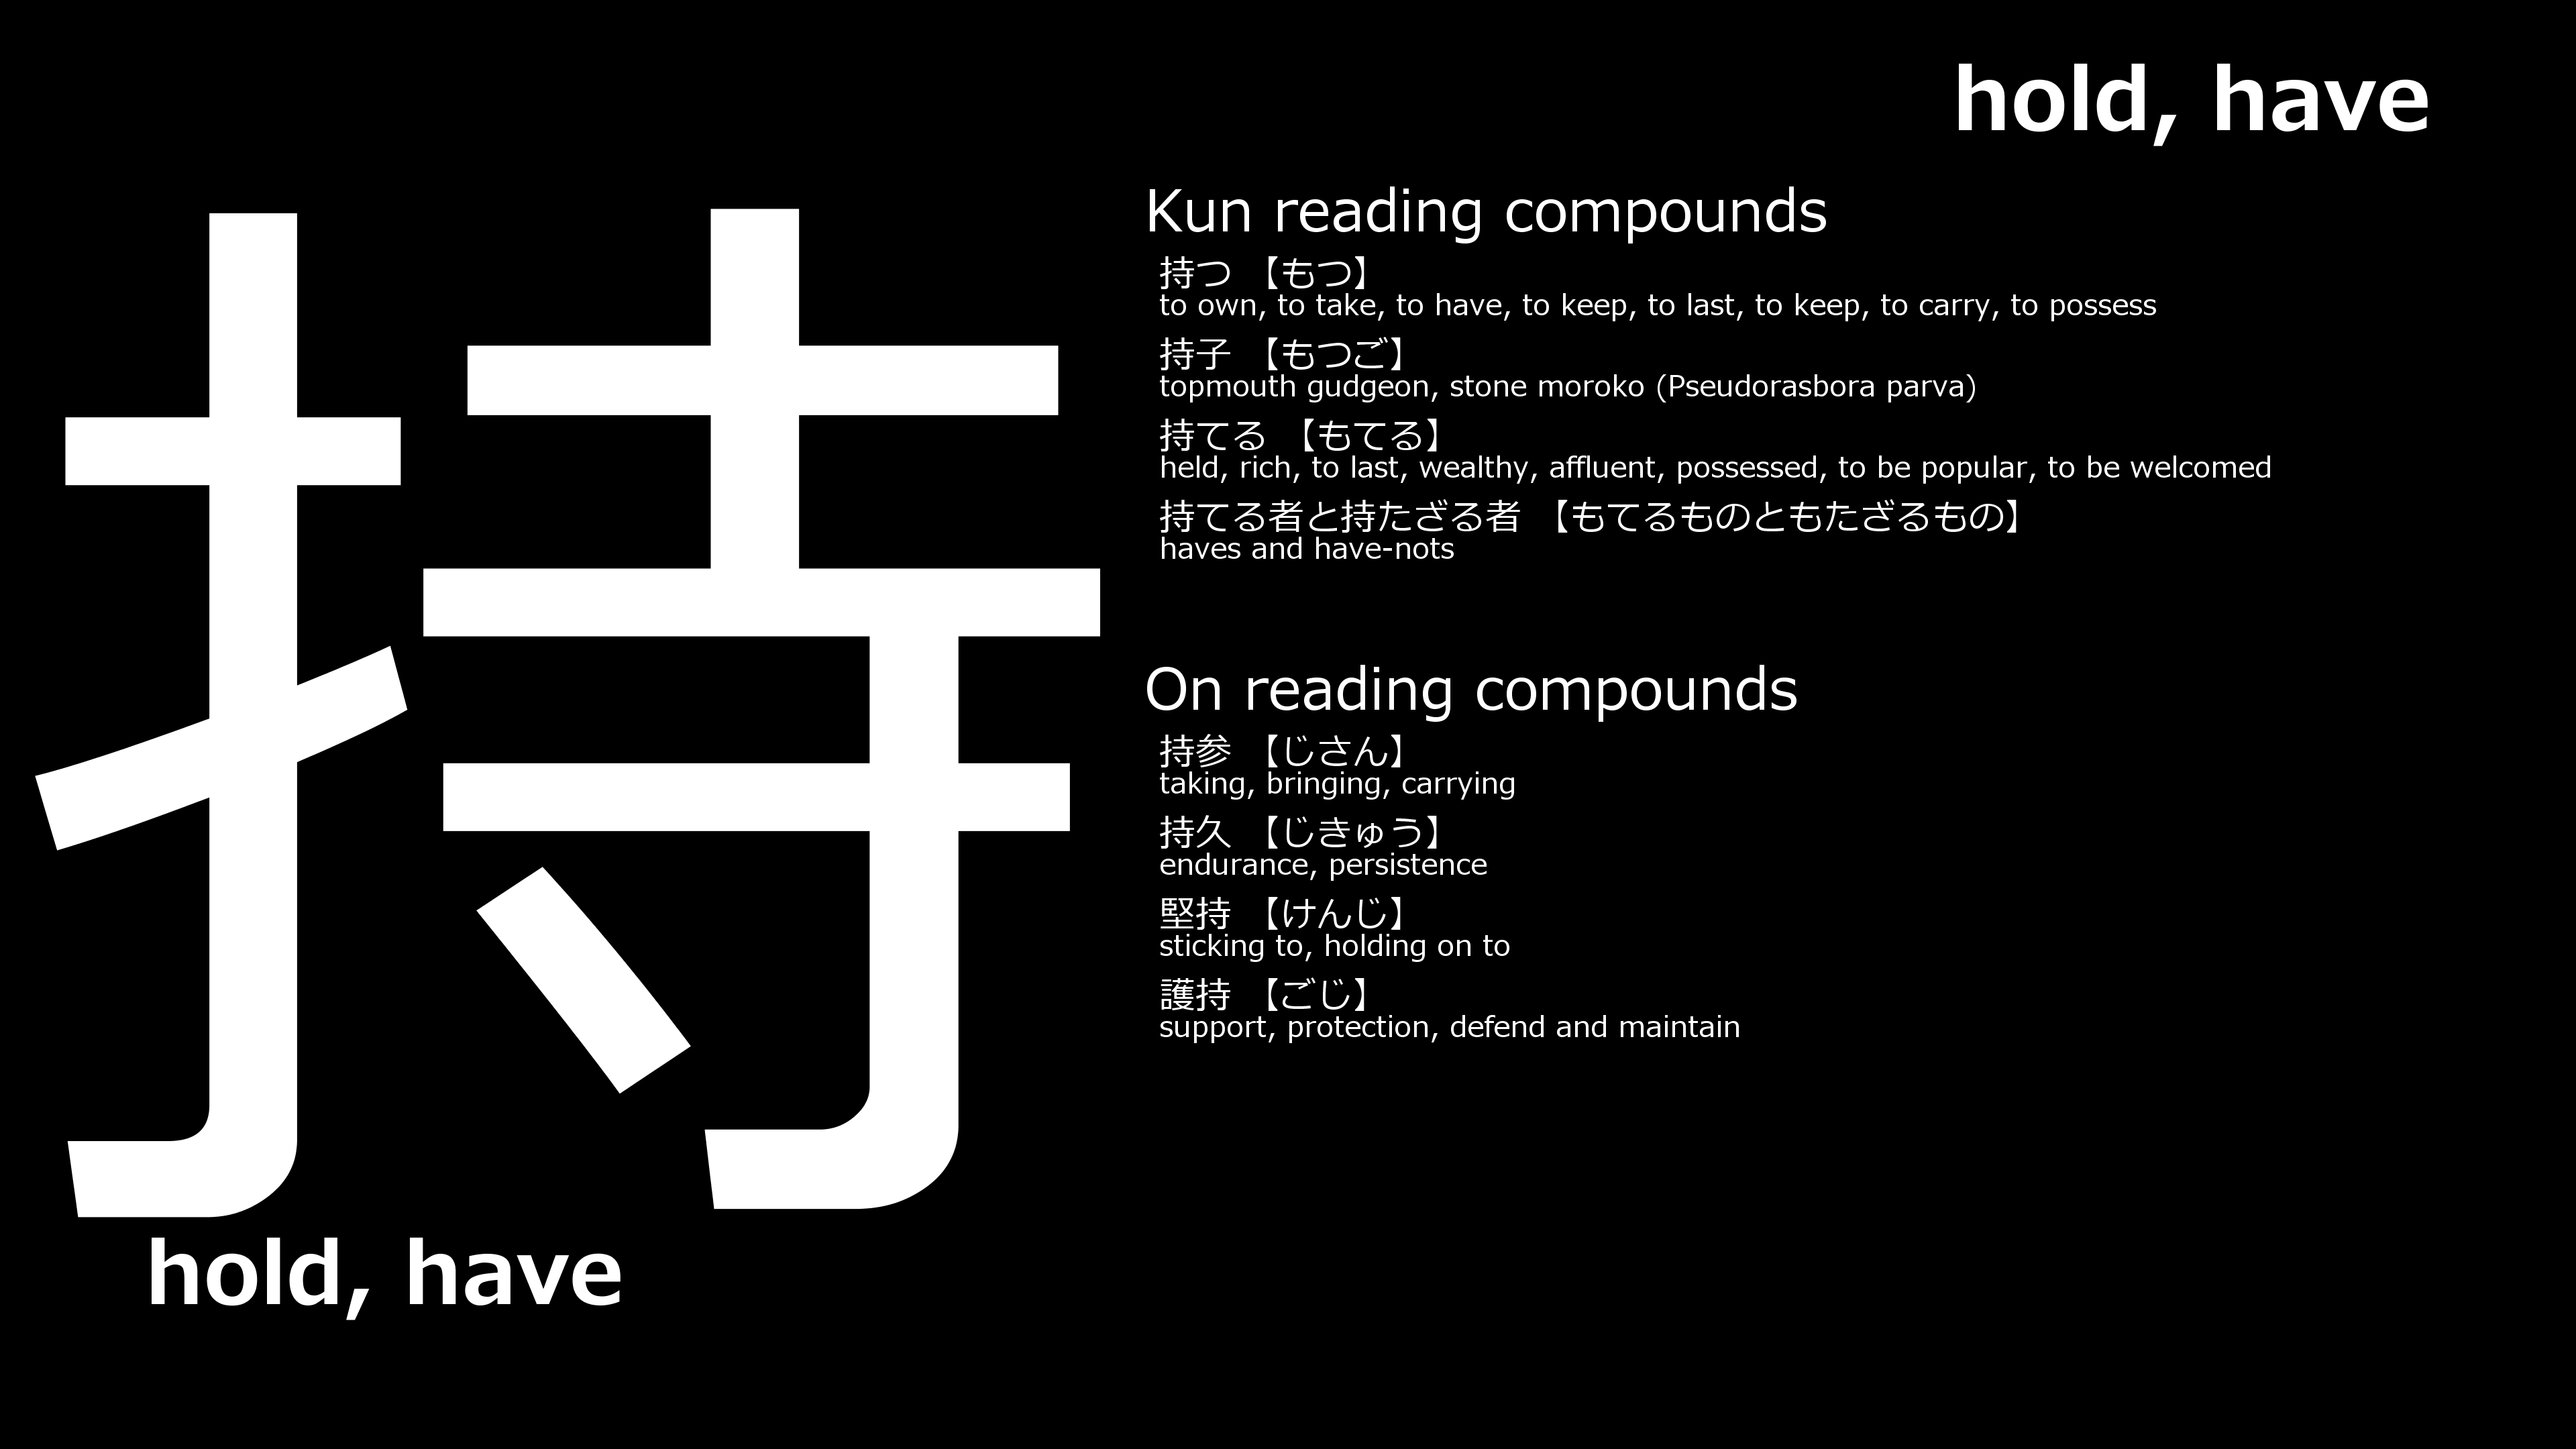 hold, have
持
hold, have
Kun reading compounds
持つ 【もつ】
to own, to take, to have, to keep, to last, to keep, to carry, to possess
持子 【もつご】
topmouth gudgeon, stone moroko (Pseudorasbora parva)
持てる 【もてる】
held, rich, to last, wealthy, affluent, possessed, to be popular, to be welcomed
持てる者と持たざる者 【もてるものともたざるもの】
haves and have-nots
On reading compounds
持参 【じさん】
taking, bringing, carrying
持久 【じきゅう】
endurance, persistence
堅持 【けんじ】
sticking to, holding on to
護持 【ごじ】
support, protection, defend and maintain